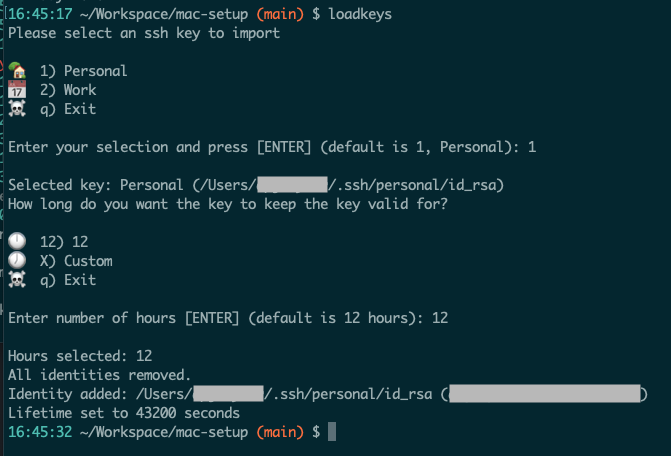 16:45:17 ~/Workspace/mac-setup (main) $ loadkeys
Please select an ssh key to import
1) Personal
17 2) Work
q) Exit
Enter your selection and press [ENTER] (default is 1, Personal): 1
Selected key: Personal (/Users/ /.ssh/personal/id_rsa)
How long do you want the key to keep the key valid for?
12) 12
X) Custom
q) Exit
Enter number of hours [ENTER] (default is 12 hours): 12
Hours selected: 12
All identities removed.
Identity added: /Users/ /.ssh/personal/id_rsa ( )
Lifetime set to 43200 seconds
16:45:32 ~/Workspace/mac-setup (main) $